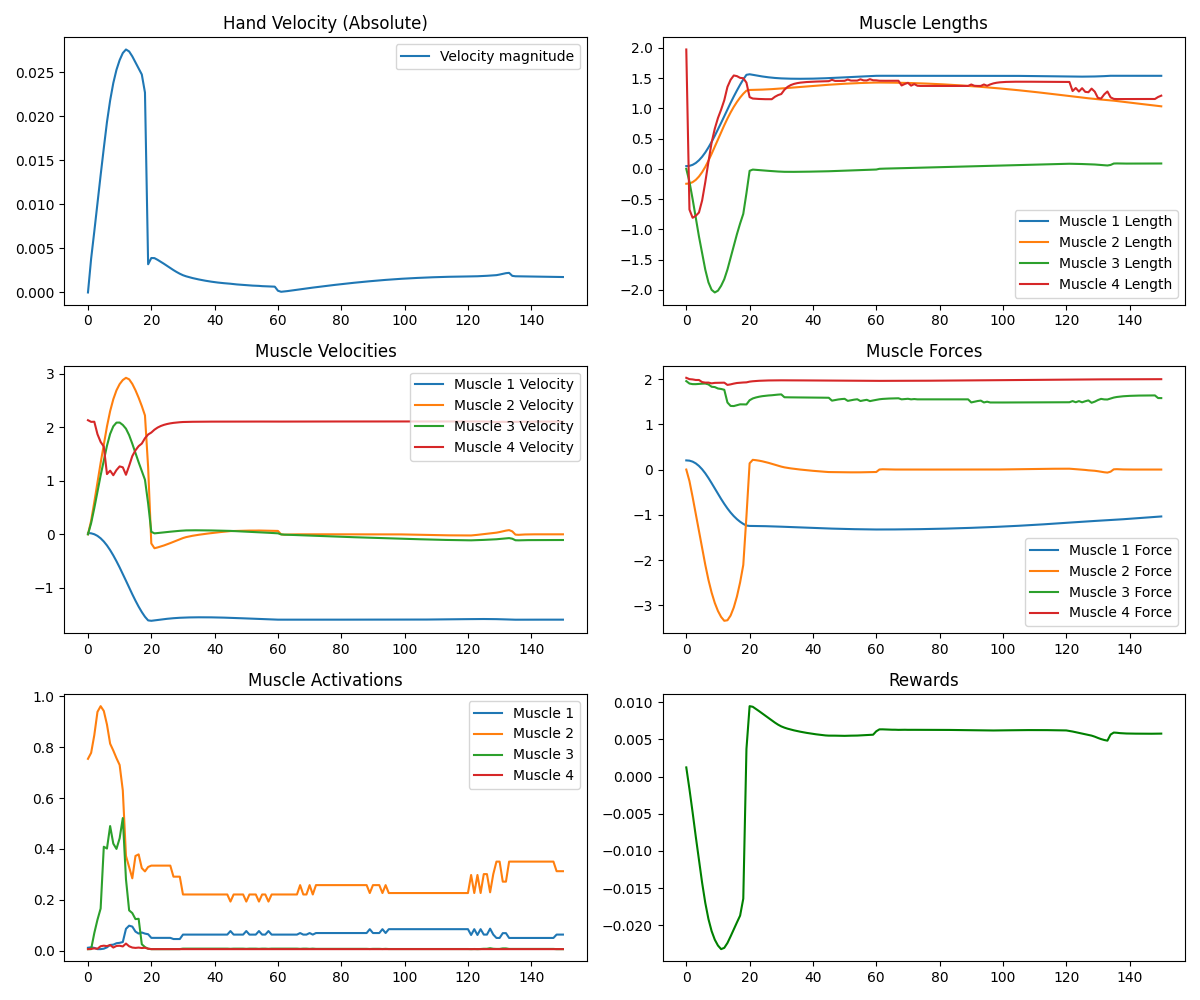 Hand Velocity (Absolute)
Velocity magnitude
0.025
0.020
0.015
0.010
0.005
0.000
0 20 40 60 80 100 120 140
Muscle Lengths
2.0
1.5
1.0
0.5
0.0
−0.5
−1.0
−1.5
−2.0
Muscle 1 Length
Muscle 2 Length
Muscle 3 Length
Muscle 4 Length
0 20 40 60 80 100 120 140
Muscle Velocities
3
2
1
0
−1
Muscle 1 Velocity
Muscle 2 Velocity
Muscle 3 Velocity
Muscle 4 Velocity
0 20 40 60 80 100 120 140
Muscle Forces
2
1
0
−1
−2
−3
Muscle 1 Force
Muscle 2 Force
Muscle 3 Force
Muscle 4 Force
0 20 40 60 80 100 120 140
Muscle Activations
1.0
0.8
0.6
0.4
0.2
0.0
Muscle 1
Muscle 2
Muscle 3
Muscle 4
0 20 40 60 80 100 120 140
Rewards
0.010
0.005
0.000
−0.005
−0.010
−0.015
−0.020
0 20 40 60 80 100 120 140